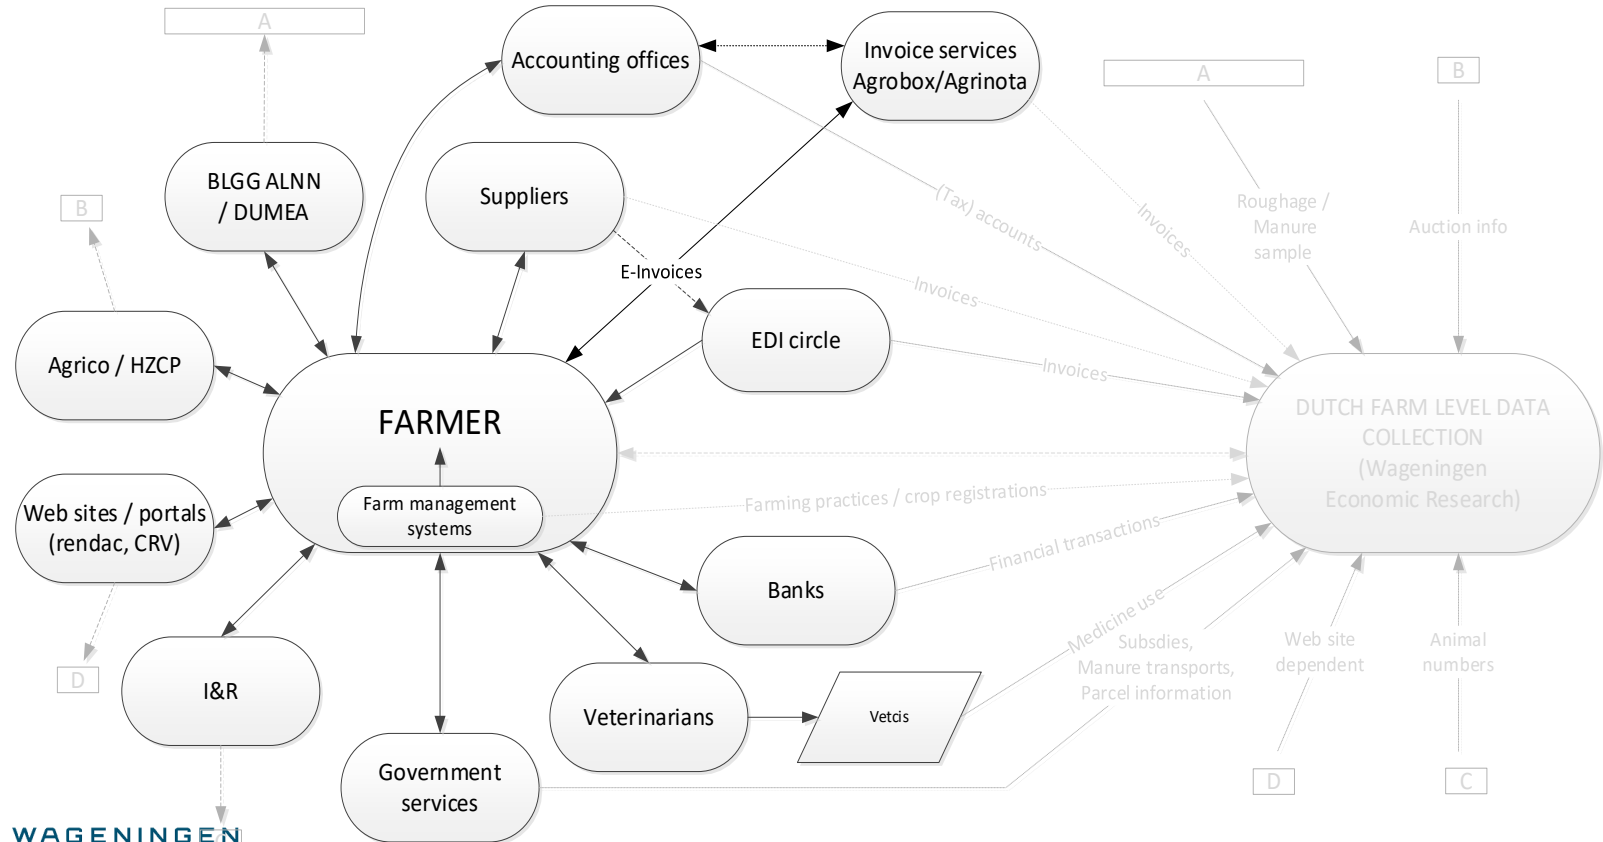 A
Accounting offices
Invoice services
Agrobox/Agrinota
A
B
BLGG ALNN
/ DUMEA
Suppliers
B
(Tax) accounts
Invoices
Roughage /
Manure
sample
Auction info
E-Invoices
Invoices
Agrico / HZCP
EDI circle
Invoices
FARMER
DUTCH FARM LEVEL DATA
COLLECTION
(Wageningen
Economic Research)
Farm management
systems
Farming practices / crop registrations
Web sites / portals
(rendac, CRV)
Financial transactions
Banks
Medicine use
Subsdies,
Manure transports,
Parcel information
Web site
dependent
Animal
numbers
D
I&R
Veterinarians
Vetcis
Government
services
D
C
WAGENINGEN